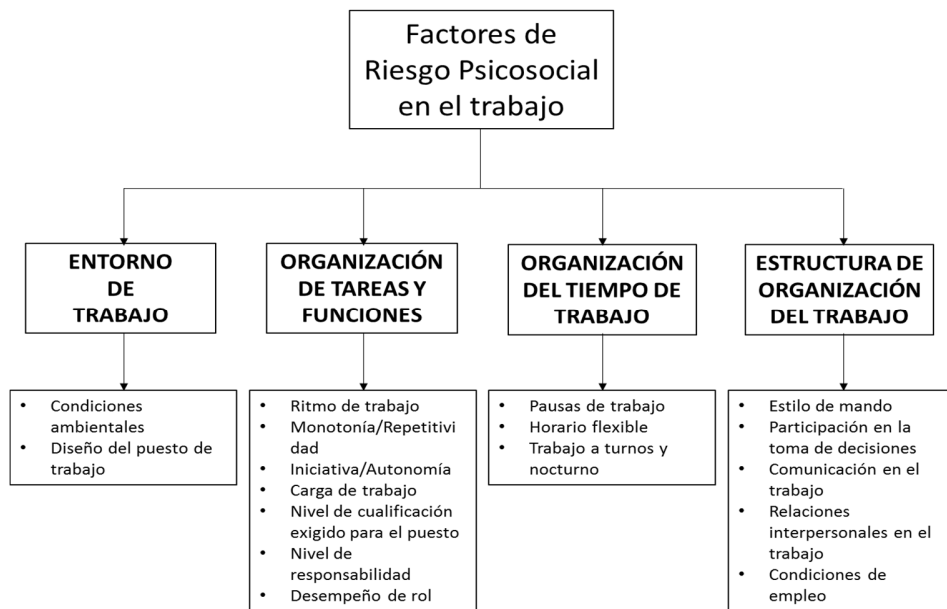 Factores de
Riesgo Psicosocial
en el trabajo
ENTORNO
DE
TRABAJO
ORGANIZACIÓN
DE TAREAS Y
FUNCIONES
ORGANIZACIÓN
DEL TIEMPO DE
TRABAJO
ESTRUCTURA DE
ORGANIZACIÓN
DEL TRABAJO
• Condiciones
ambientales
• Diseño del puesto de
trabajo
• Ritmo de trabajo
• Monotonía/Repetitivi
dad
• Iniciativa/Autonomía
• Carga de trabajo
• Nivel de cualificación
exigido para el puesto
• Nivel de
responsabilidad
• Desempeño de rol
• Pausas de trabajo
• Horario flexible
• Trabajo a turnos y
nocturno
• Estilo de mando
• Participación en la
toma de decisiones
• Comunicación en el
trabajo
• Relaciones
interpersonales en el
trabajo
• Condiciones de
empleo